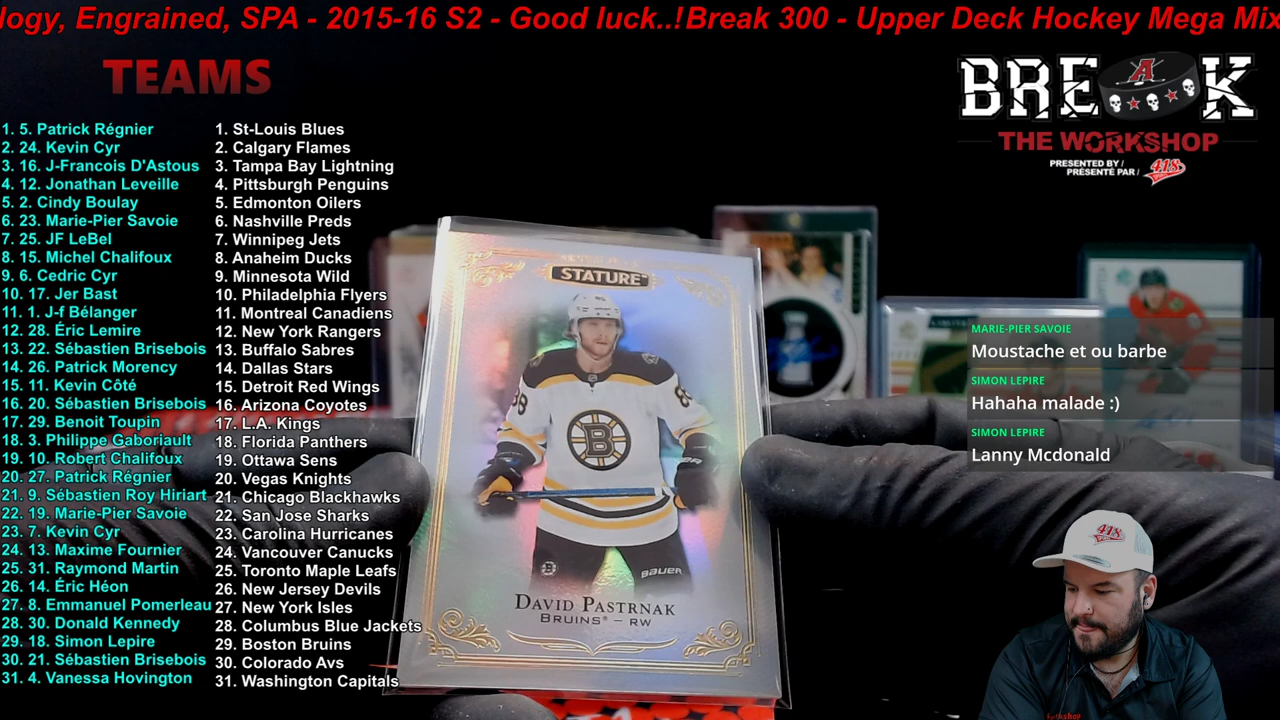 logy, Engrained, SPA - 2015-16 S2 - Good luck..!Break 300 - Upper Deck Hockey Mega Mix
TEAMS
1. 5. Patrick Régnier
2. 24. Kevin Cyr
3. 16. J-Francois D'Astous
4. 12. Jonathan Leveille
5. 2. Cindy Boulay
6. 23. Marie-Pier Savoie
7. 25. JF LeBel
8. 15. Michel Chalifoux
9. 6. Cedric Cyr
10. 17. Jer Bast
11. 1. J-f Bélanger
12. 28. Éric Lemire
13. 22. Sébastien Brisebois
14. 26. Patrick Morency
15. 11. Kevin Côté
16. 20. Sébastien Brisebois
17. 29. Benoit Toupin
18. 3. Philippe Gaboriault
19. 10. Robert Chalifoux
20. 27. Patrick Régnier
21. 9. Sébastien Roy Hiriart
22. 19. Marie-Pier Savoie
23. 7. Kevin Cyr
24. 13. Maxime Fournier
25. 31. Raymond Martin
26. 14. Éric Héon
27. 8. Emmanuel Pomerleau
28. 30. Donald Kennedy
29. 18. Simon Lepire
30. 21. Sébastien Brisebois
31. 4. Vanessa Hovington
1. St-Louis Blues
2. Calgary Flames
3. Tampa Bay Lightning
4. Pittsburgh Penguins
5. Edmonton Oilers
6. Nashville Preds
7. Winnipeg Jets
8. Anaheim Ducks
9. Minnesota Wild
10. Philadelphia Flyers
11. Montreal Canadiens
12. New York Rangers
13. Buffalo Sabres
14. Dallas Stars
15. Detroit Red Wings
16. Arizona Coyotes
17. L.A. Kings
18. Florida Panthers
19. Ottawa Sens
20. Vegas Knights
21. Chicago Blackhawks
22. San Jose Sharks
23. Carolina Hurricanes
24. Vancouver Canucks
25. Toronto Maple Leafs
26. New Jersey Devils
27. New York Isles
28. Columbus Blue Jackets
29. Boston Bruins
30. Colorado Avs
31. Washington Capitals
STATURE
88
B
BAUER
DAVID PASTRNAK
BRUINS® – RW
BREAK
THE WORKSHOP
PRESENTED BY /
PRÉSENTÉ PAR /
418
MARIE-PIER SAVOIE
Moustache et ou barbe
SIMON LEPIRE
Hahaha malade :)
SIMON LEPIRE
Lanny Mcdonald
418